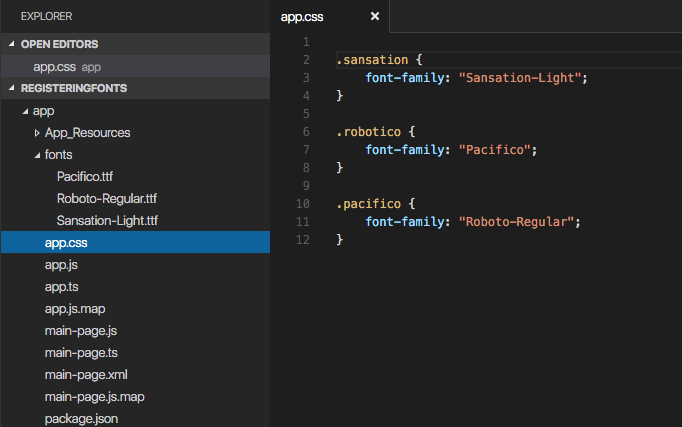 EXPLORER
OPEN EDITORS
app.css app
REGISTERINGFONTS
app
App_Resources
fonts
Pacifico.ttf
Roboto-Regular.ttf
Sansation-Light.ttf
app.css
app.js
app.ts
app.js.map
main-page.js
main-page.ts
main-page.xml
main-page.js.map
package.json
app.css ×
1
2 .sansation {
3 font-family: "Sansation-Light";
4 }
5
6 .robotico {
7 font-family: "Pacifico";
8 }
9
10 .pacifico {
11 font-family: "Roboto-Regular";
12 }